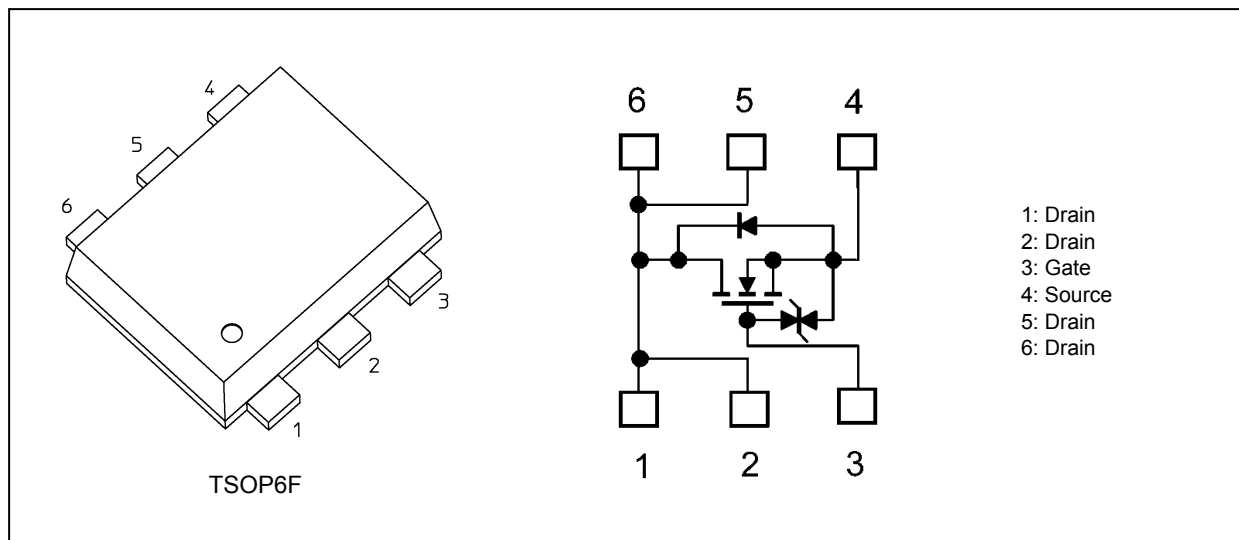 4
5
6
3
2
1
TSOP6F
6 5 4
1 2 3
1: Drain
2: Drain
3: Gate
4: Source
5: Drain
6: Drain